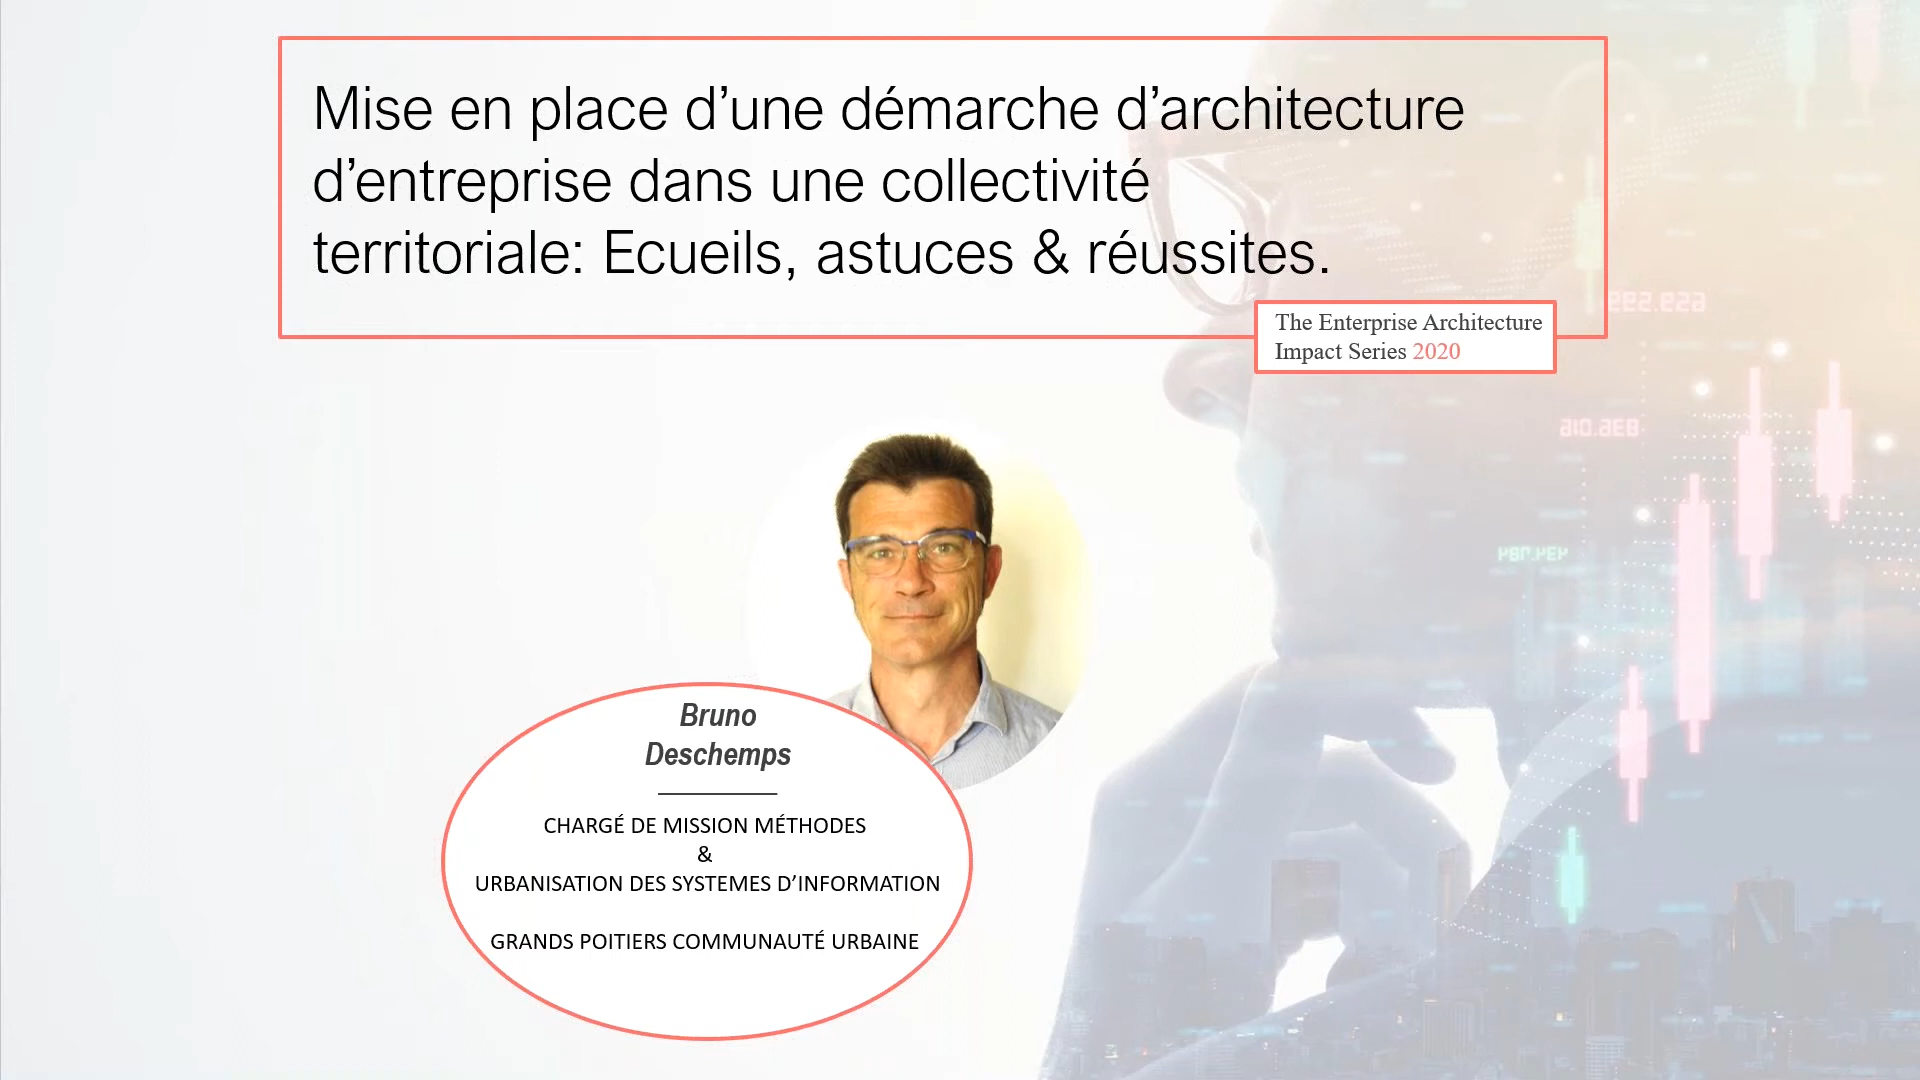 Mise en place d’une démarche d’architecture
d’entreprise dans une collectivité
territoriale: Ecueils, astuces & réussites.
The Enterprise Architecture
Impact Series 2020
Bruno
Deschemps
CHARGÉ DE MISSION MÉTHODES
&
URBANISATION DES SYSTEMES D’INFORMATION
GRANDS POITIERS COMMUNAUTÉ URBAINE